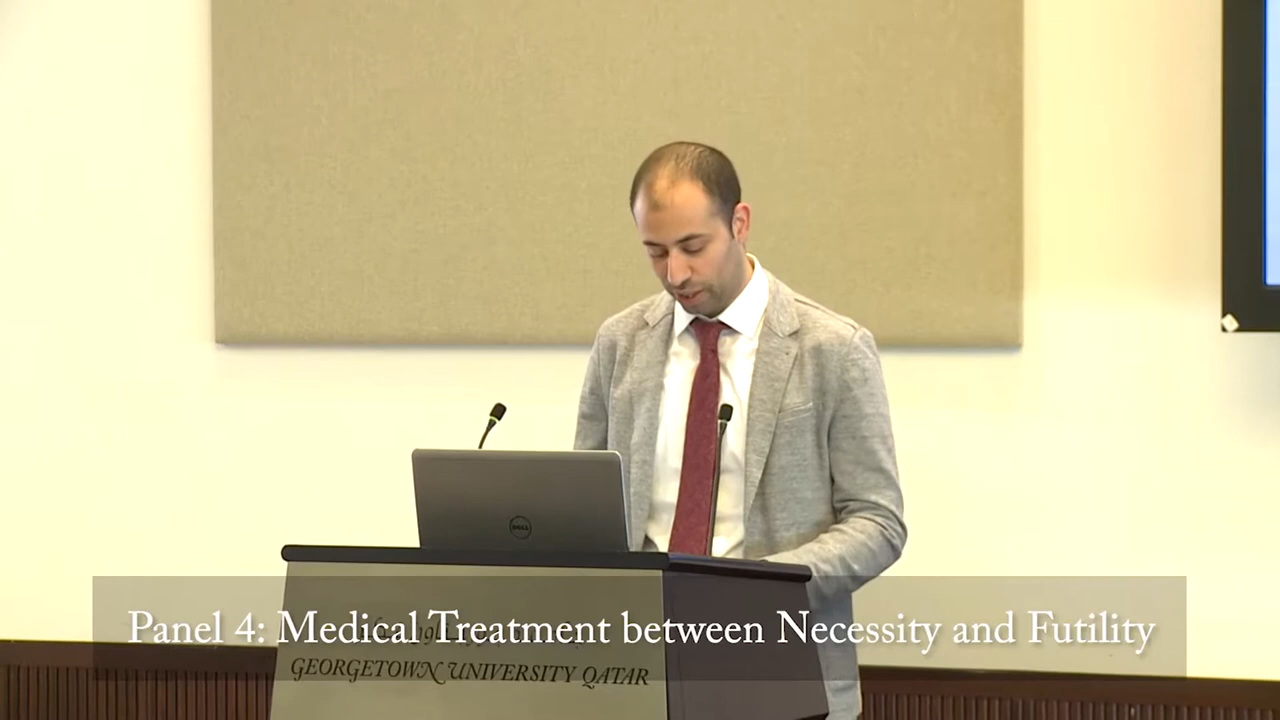 DELL
Panel 4: Medical Treatment between Necessity and Futility
GEORGETOWN UNIVERSITY QATAR